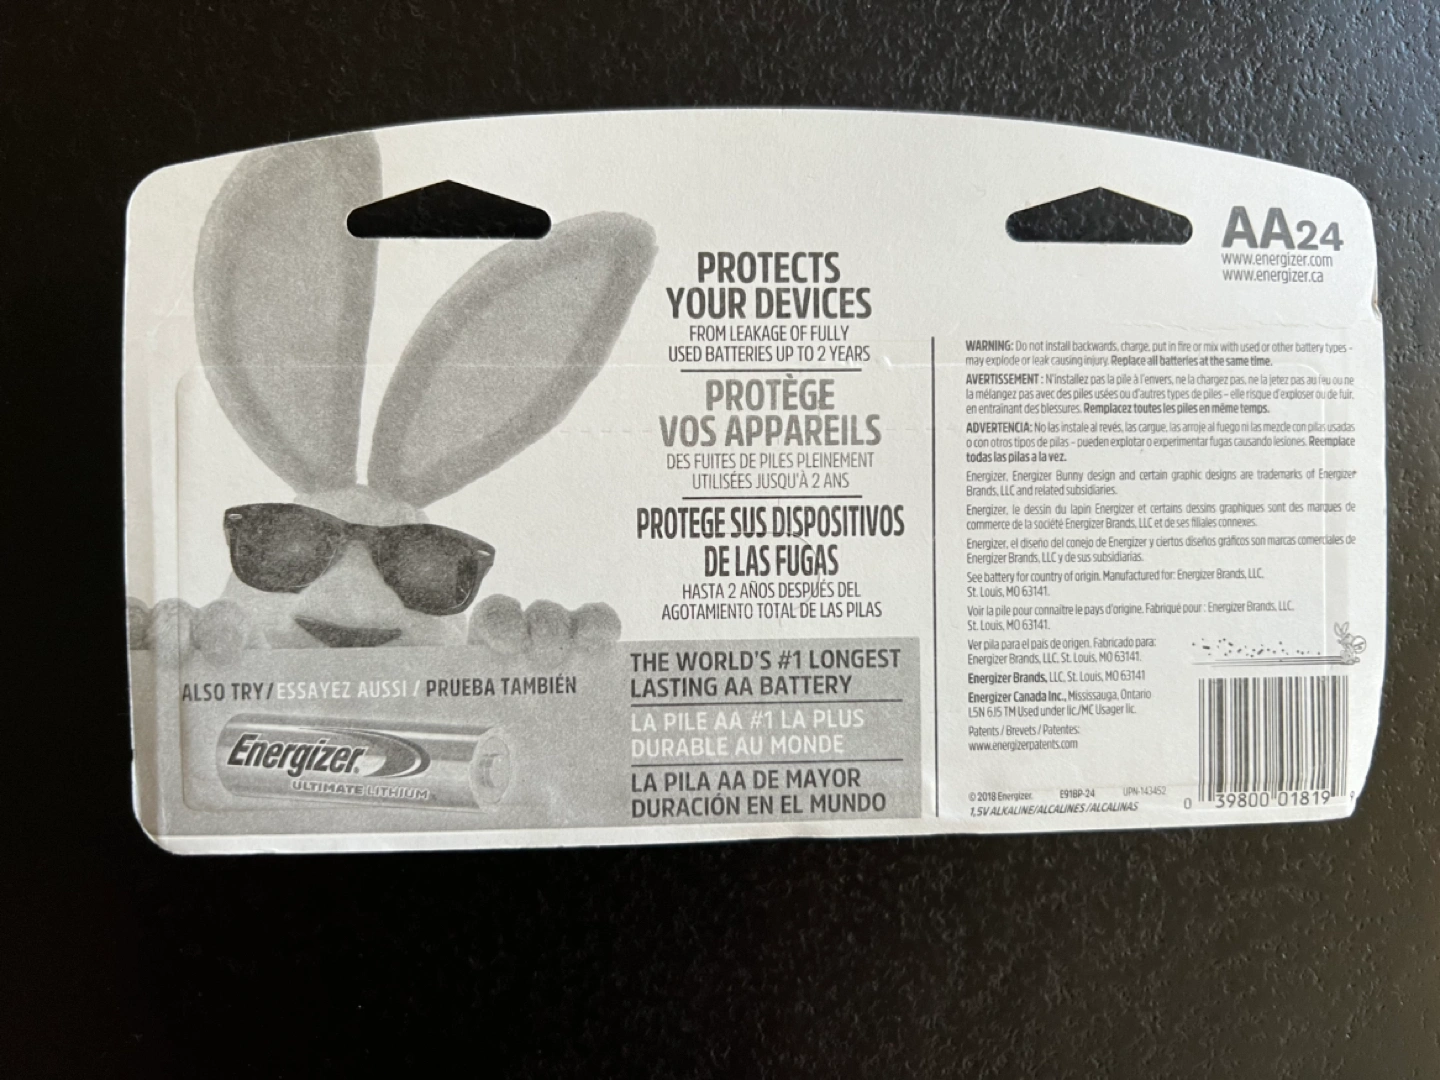 AA24
www.energizer.com
www.energizer.ca
PROTECTS
YOUR DEVICES
FROM LEAKAGE OF FULLY
USED BATTERIES UP TO 2 YEARS
PROTÈGE
VOS APPAREILS
DES FUITES DE PILES PLEINEMENT
UTILISÉES JUSQU'À 2 ANS
PROTEGE SUS DISPOSITIVOS
DE LAS FUGAS
HASTA 2 AÑOS DESPUÉS DEL
AGOTAMIENTO TOTAL DE LAS PILAS
THE WORLD'S #1 LONGEST
LASTING AA BATTERY
LA PILE AA #1 LA PLUS
DURABLE AU MONDE
LA PILA AA DE MAYOR
DURACIÓN EN EL MUNDO
ALSO TRY / ESSAYEZ AUSSI / PRUEBA TAMBIÉN
Energizer
ULTIMATE LITHIUM
WARNING: Do not install backwards, charge, put in fire or mix with used or other battery types –
may explode or leak causing injury. Replace all batteries at the same time.
AVERTISSEMENT : N'installez pas la pile à l'envers, ne la chargez pas, ne la jetez pas au feu ou ne
la mélangez pas avec des piles usées ou d'autres types de piles – elle risque d'exploser ou de fuir,
en entraînant des blessures. Remplacez toutes les piles en même temps.
ADVERTENCIA: No las instale al revés, las cargue, las arroje al fuego ni las mezcle con pilas usadas
o con otros tipos de pilas – pueden explotar o experimentar fugas causando lesiones. Reemplace
todas las pilas a la vez.
Energizer, Energizer Bunny design and certain graphic designs are trademarks of Energizer
Brands, LLC and related subsidiaries.
Energizer, le dessin du lapin Energizer et certains dessins graphiques sont des marques de
commerce de la société Energizer Brands, LLC et de ses filiales connexes.
Energizer, el diseño del conejo de Energizer y ciertos diseños gráficos son marcas comerciales de
Energizer Brands, LLC y de sus subsidiarias.
See battery for country of origin. Manufactured for: Energizer Brands, LLC,
St. Louis, MO 63141.
Voir la pile pour connaître le pays d'origine. Fabriqué pour : Energizer Brands, LLC,
St. Louis, MO 63141.
Ver pila para el país de origen. Fabricado para:
Energizer Brands, LLC, St. Louis, MO 63141.
Energizer Brands, LLC, St. Louis, MO 63141
Energizer Canada Inc., Mississauga, Ontario
L5N 6J5 TM Used under lic/MC Usager lic.
Patents / Brevets / Patentes:
www.energizerpatents.com
© 2018 Energizer. E91BP-24 UPN-143452
1,5V ALKALINE/ALCALINES/ALCALINAS
0 39800 01819 9